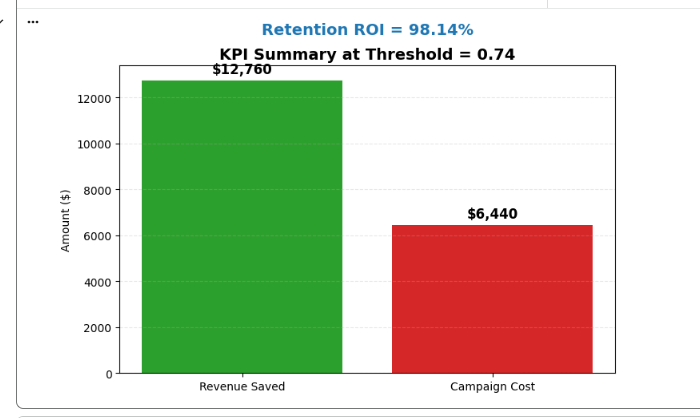 ...
Retention ROI = 98.14%
KPI Summary at Threshold = 0.74
$12,760
12000
10000
$6,440
8000
Amount ($)
6000
4000
2000
0
Revenue Saved
Campaign Cost